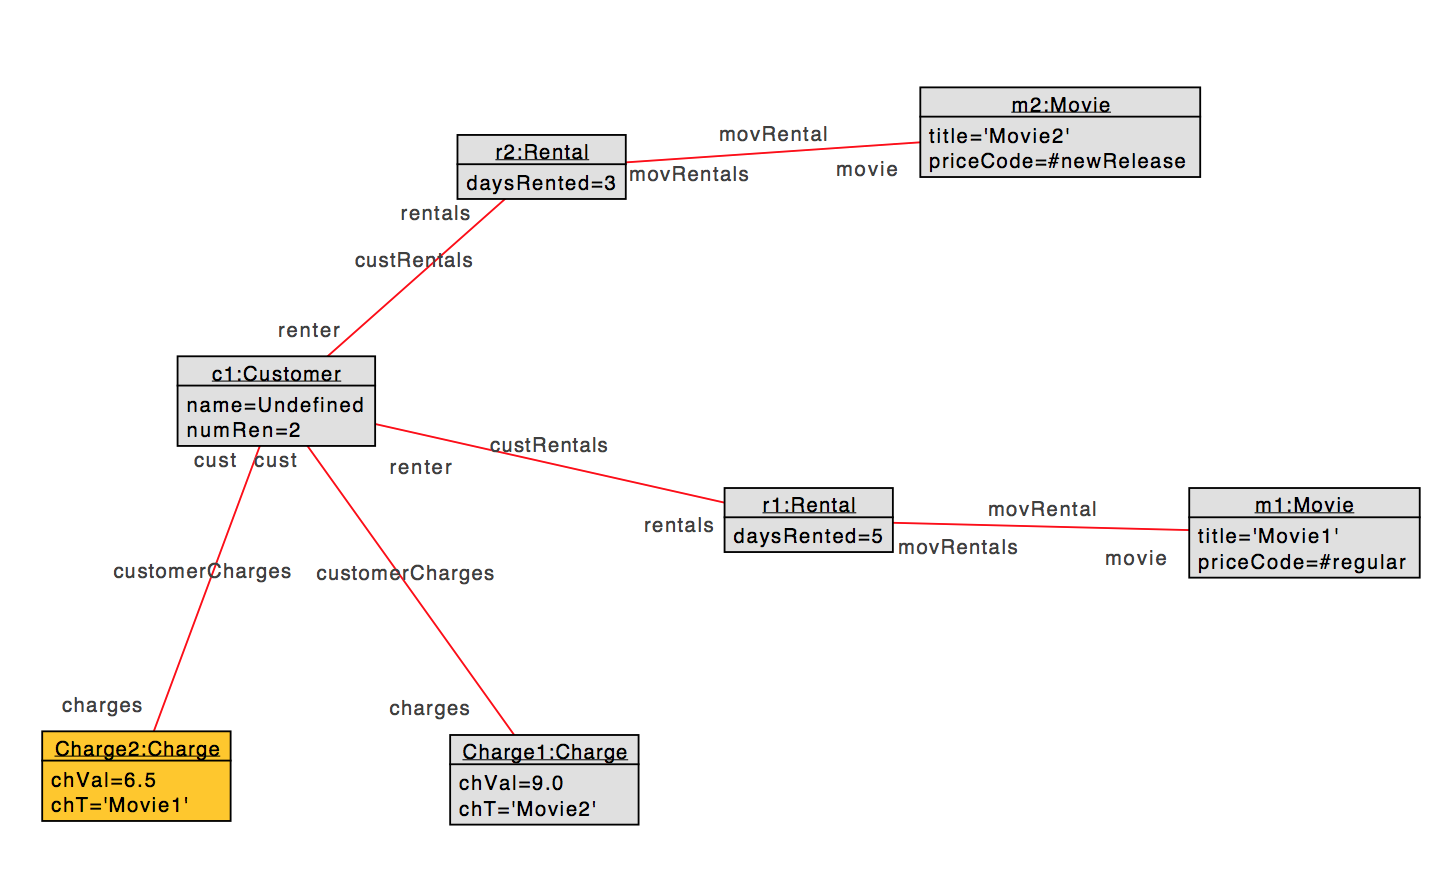 m2:Movie
title='Movie2'
priceCode=#newRelease
movRental
movRentals
movie
r2:Rental
daysRented=3
rentals
custRentals
renter
c1:Customer
name=Undefined
numRen=2
cust
cust
custRentals
renter
rentals
r1:Rental
daysRented=5
movRental
movRentals
movie
m1:Movie
title='Movie1'
priceCode=#regular
customerCharges
customerCharges
charges
charges
Charge2:Charge
chVal=6.5
chT='Movie1'
Charge1:Charge
chVal=9.0
chT='Movie2'